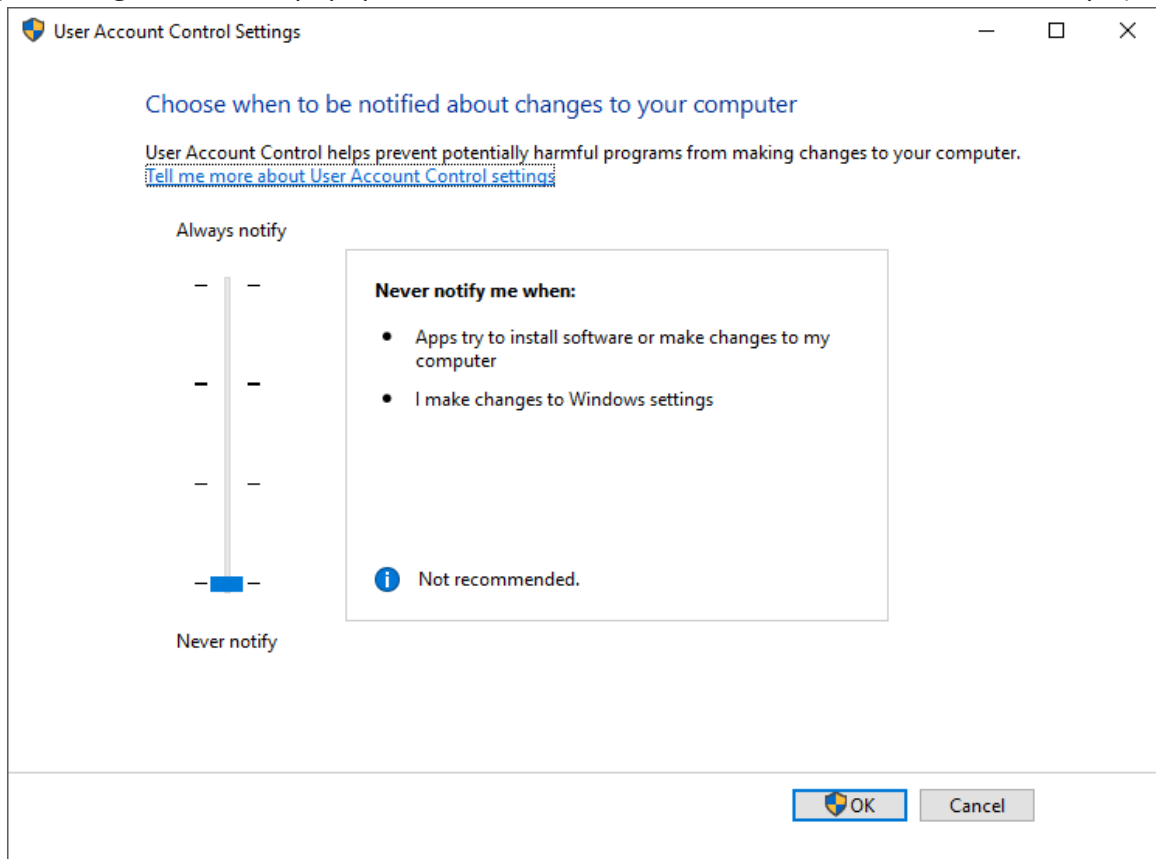 User Account Control Settings
Choose when to be notified about changes to your computer
User Account Control helps prevent potentially harmful programs from making changes to your computer.
Tell me more about User Account Control settings
Always notify
Never notify me when:
Apps try to install software or make changes to my
computer
I make changes to Windows settings
Not recommended.
Never notify
OK Cancel